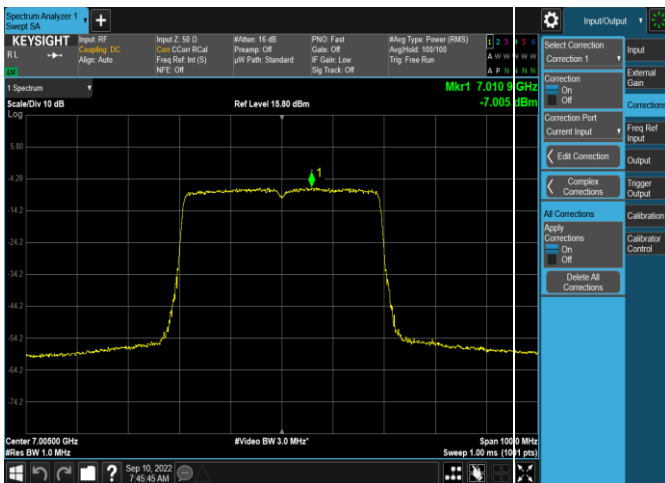 Spectrum Analyzer 1
Swept SA
Input/Output
KEYSIGHT
R L
LXI
Input: RF
Coupling: DC
Align: Auto
Input Z: 50 Ω
Corr CCorr RCal
Freq Ref: Int (S)
NFE: Off
#Atten: 16 dB
Preamp: Off
µW Path: Standard
PNO: Fast
Gate: Off
IF Gain: Low
Sig Track: Off
#Avg Type: Power (RMS)
Avg|Hold: 100/100
Trig: Free Run
1 2 3 4 5 6
A W W W W W
A P N N N N
1 Spectrum
Scale/Div 10 dB
Log
Ref Level 15.80 dBm
Mkr1 7.010 9 GHz
-7.005 dBm
5.80
-4.20
-14.2
-24.2
-34.2
-44.2
-54.2
-64.2
-74.2
1
Center 7.00500 GHz
#Res BW 1.0 MHz
#Video BW 3.0 MHz*
Span 100.0 MHz
Sweep 1.00 ms (1001 pts)
Sep 10, 2022
7:45:45 AM
Select Correction
Correction 1
Correction
On
Off
Correction Port
Current Input
Edit Correction
Complex
Corrections
All Corrections
Apply
Corrections
On
Off
Delete All
Corrections
Input
External
Gain
Corrections
Freq Ref
Input
Output
Trigger
Output
Calibration
Calibrator
Control